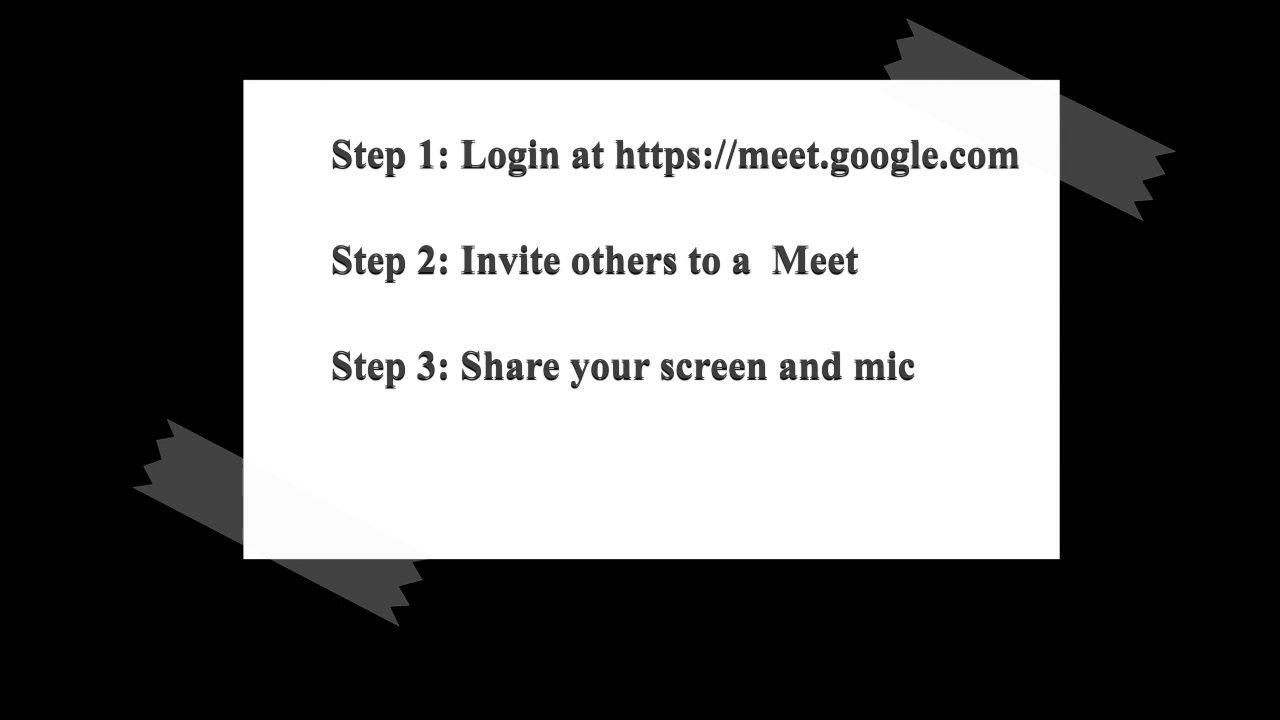 Step 1: Login at https://meet.google.com
Step 2: Invite others to a  Meet
Step 3: Share your screen and mic